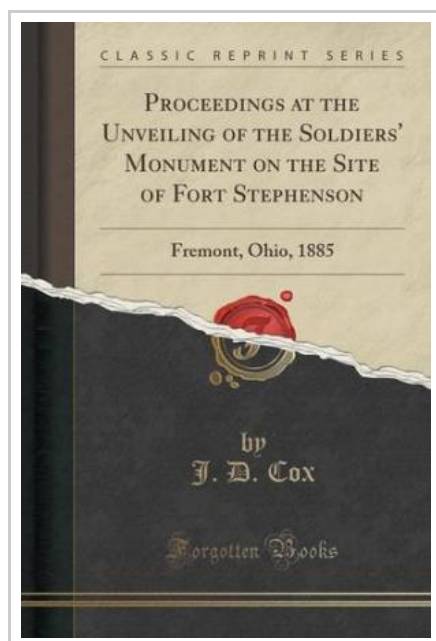 CLASSIC REPRINT SERIES
PROCEEDINGS AT THE
UNVEILING OF THE SOLDIERS'
MONUMENT ON THE SITE
OF FORT STEPHENSON
Fremont, Ohio, 1885
F
by
J. D. Cox
Forgotten Books